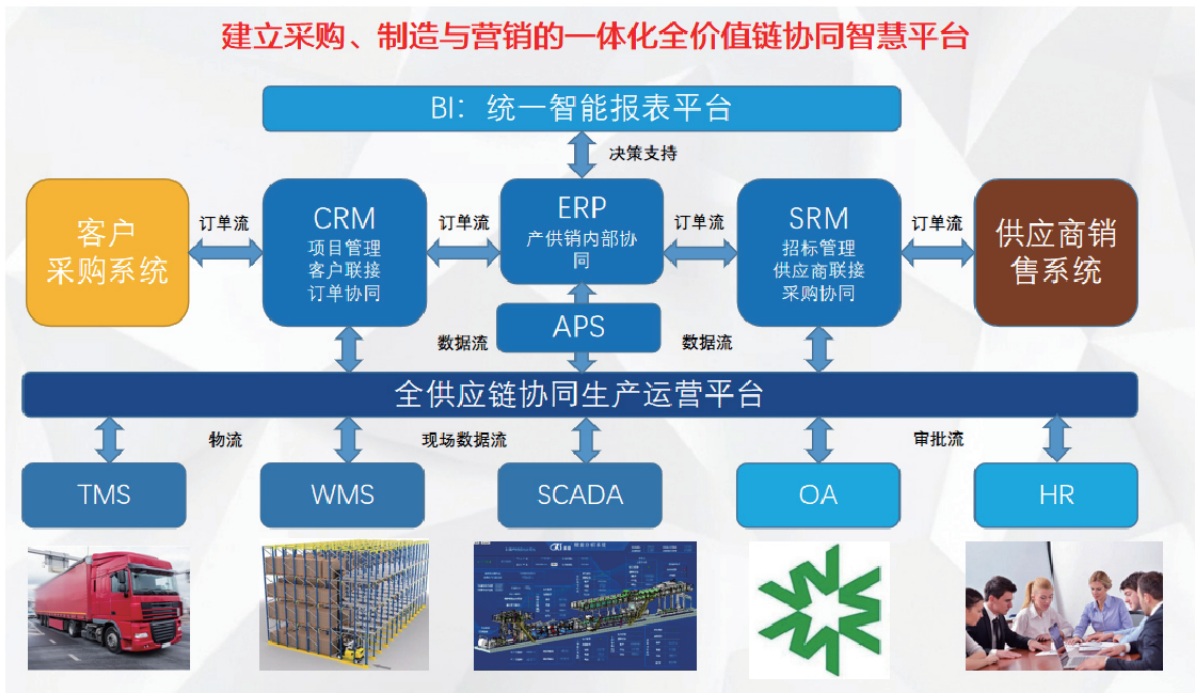 建立采购、制造与营销的一体化全价值链协同智慧平台
BI：统一智能报表平台
决策支持
客户
采购系统
订单流
CRM
项目管理
客户联接
订单协同
订单流
ERP
产供销内部协
同
订单流
SRM
招标管理
供应商联接
采购协同
订单流
供应商销
售系统
数据流
APS
数据流
全供应链协同生产运营平台
物流
现场数据流
审批流
TMS
WMS
SCADA
OA
HR